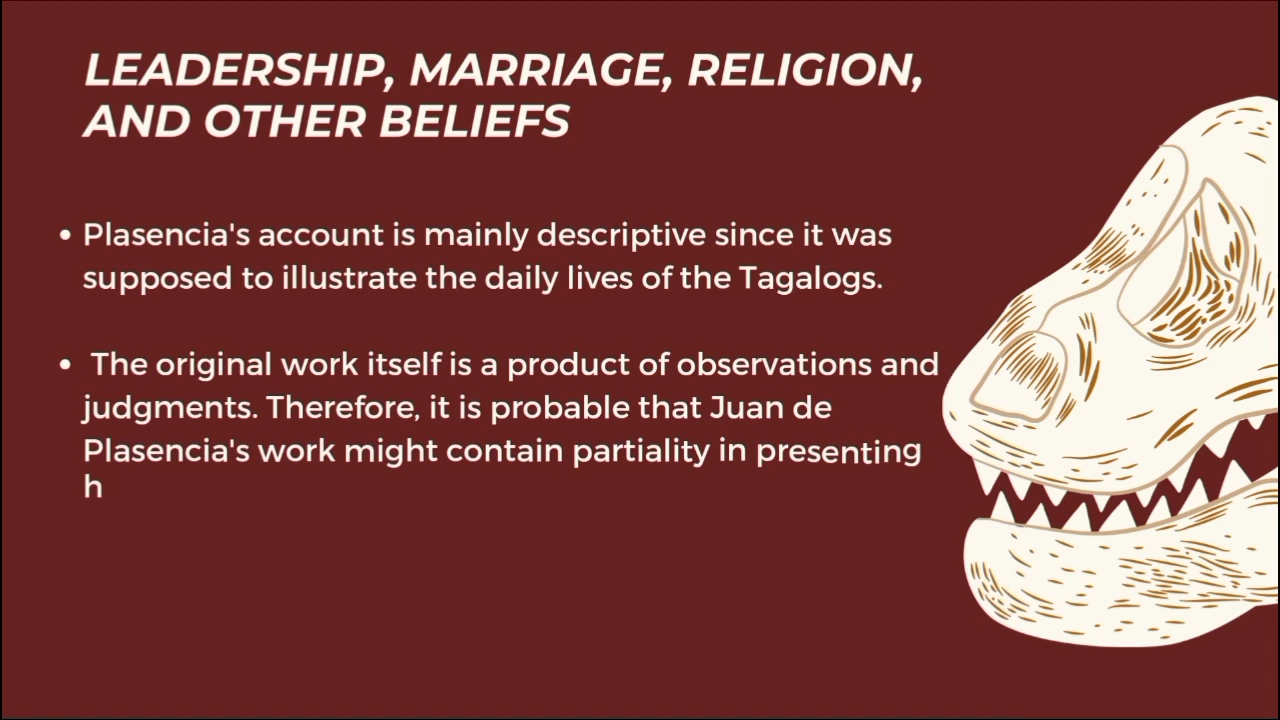 LEADERSHIP, MARRIAGE, RELIGION,
AND OTHER BELIEFS
• Plasencia's account is mainly descriptive since it was
supposed to illustrate the daily lives of the Tagalogs.
• The original work itself is a product of observations and
judgments. Therefore, it is probable that Juan de
Plasencia's work might contain partiality in presenting
h